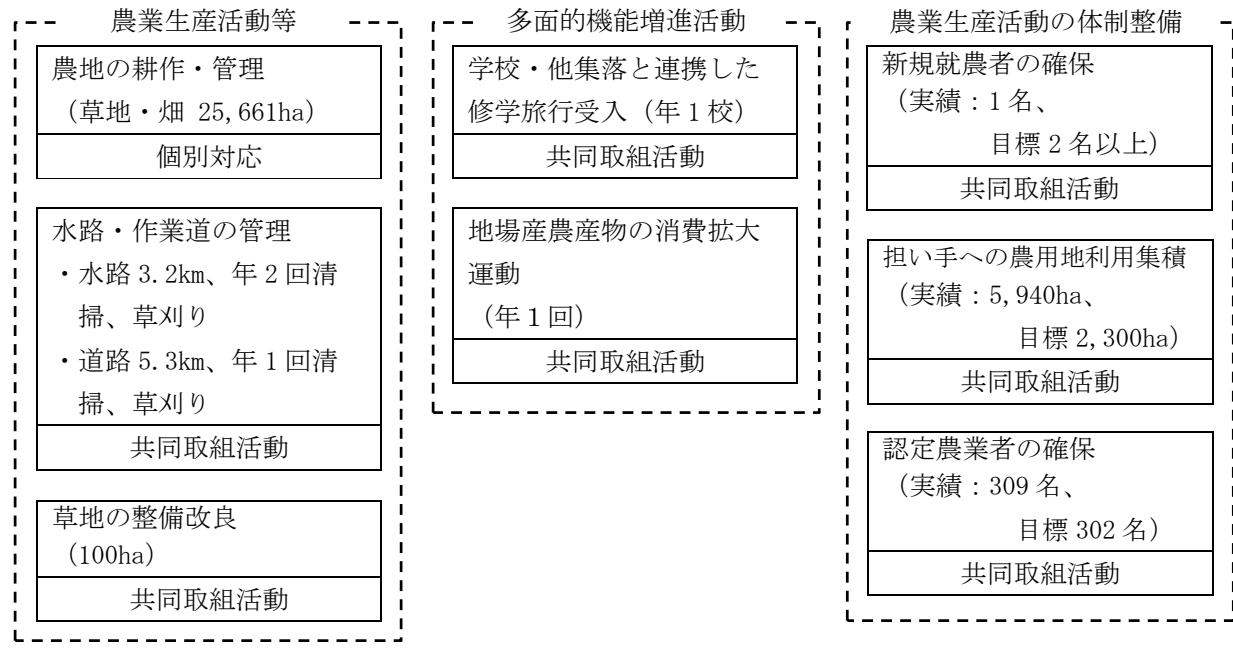 農業生産活動等
農地の耕作・管理
（草地・畑 25,661ha）
個別対応
水路・作業道の管理
・水路 3.2km、年 2 回清
掃、草刈り
・道路 5.3km、年 1 回清
掃、草刈り
共同取組活動
草地の整備改良
（100ha）
共同取組活動
多面的機能増進活動
学校・他集落と連携した
修学旅行受入（年 1 校）
共同取組活動
地場産農産物の消費拡大
運動
（年１回）
共同取組活動
農業生産活動の体制整備
新規就農者の確保
（実績：1 名、
目標 2 名以上）
共同取組活動
担い手への農用地利用集積
（実績：5,940ha、
目標 2,300ha）
共同取組活動
認定農業者の確保
（実績：309 名、
目標 302 名）
共同取組活動